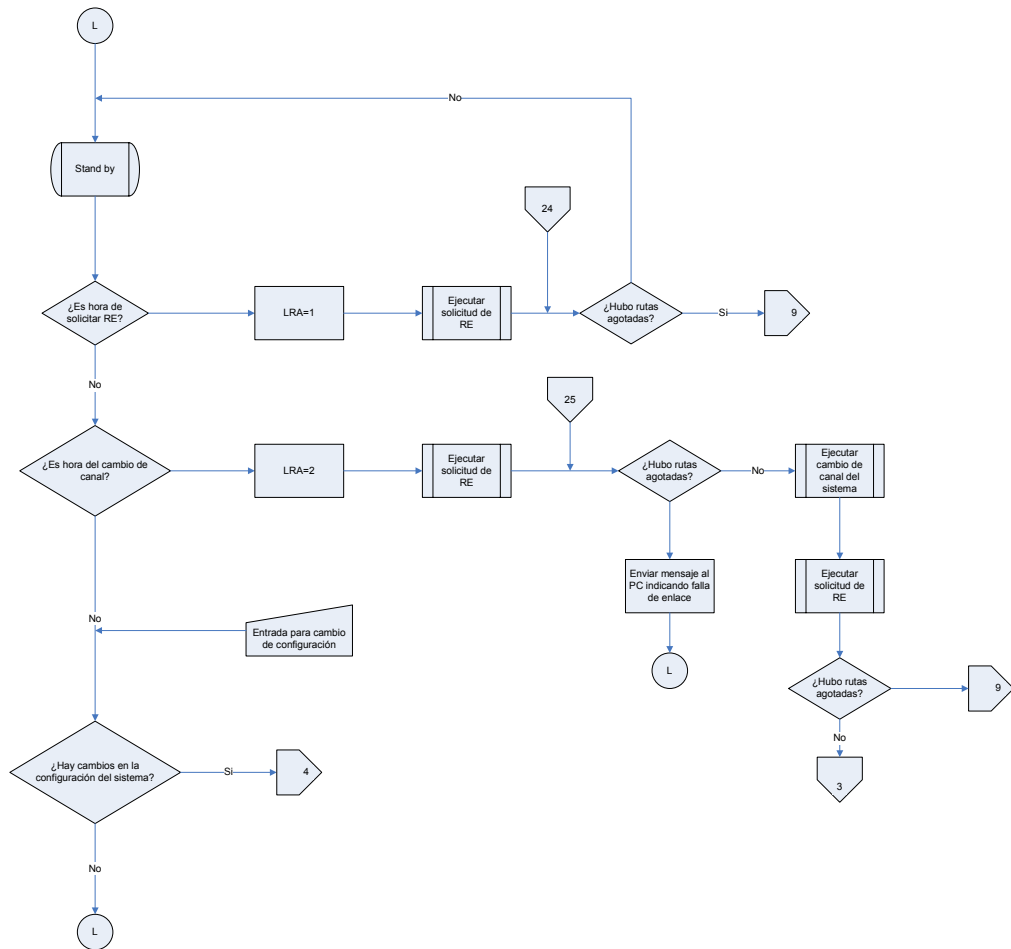 L
No
Stand by
24
¿Es hora de
solicitar RE?
LRA=1
Ejecutar
solicitud de
RE
¿Hubo rutas
agotadas?
Si
9
No
25
¿Es hora del cambio de
canal?
LRA=2
Ejecutar
solicitud de
RE
¿Hubo rutas
agotadas?
No
Ejecutar
cambio de
canal del
sistema
Enviar mensaje al
PC indicando falla
de enlace
Ejecutar
solicitud de
RE
No
Entrada para cambio
de configuración
L
¿Hubo rutas
agotadas?
9
No
3
¿Hay cambios en la
configuración del sistema?
Si
4
No
L